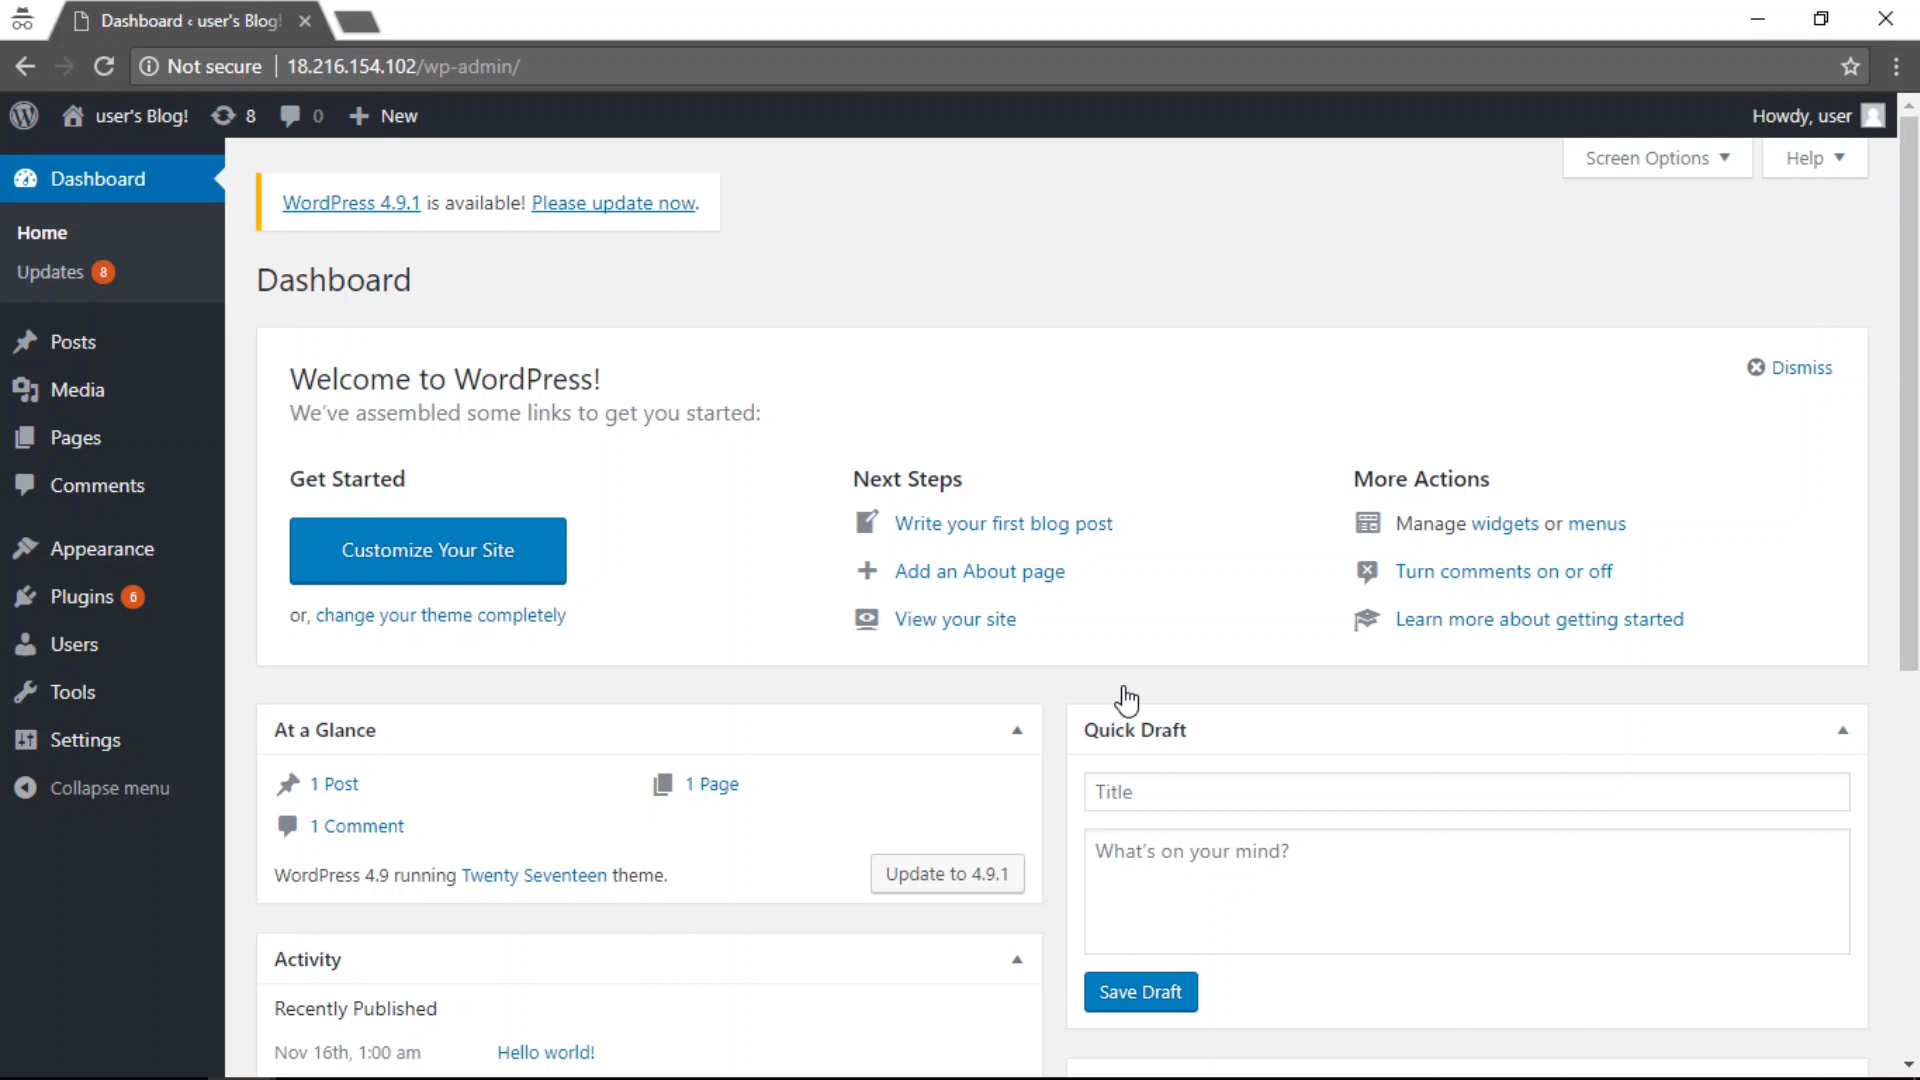 Dashboard ‹ user's Blog!
Not secure | 18.216.154.102/wp-admin/
user's Blog! 8 0 New
Howdy, user
Screen Options Help
Dashboard
Home
Updates 8
Posts
Media
Pages
Comments
Appearance
Plugins 6
Users
Tools
Settings
Collapse menu
WordPress 4.9.1 is available! Please update now.
Dashboard
Welcome to WordPress!
Dismiss
We've assembled some links to get you started:
Get Started
Customize Your Site
or, change your theme completely
Next Steps
Write your first blog post
Add an About page
View your site
More Actions
Manage widgets or menus
Turn comments on or off
Learn more about getting started
At a Glance
1 Post
1 Page
1 Comment
WordPress 4.9 running Twenty Seventeen theme.
Update to 4.9.1
Activity
Recently Published
Nov 16th, 1:00 am Hello world!
Quick Draft
Title
What's on your mind?
Save Draft